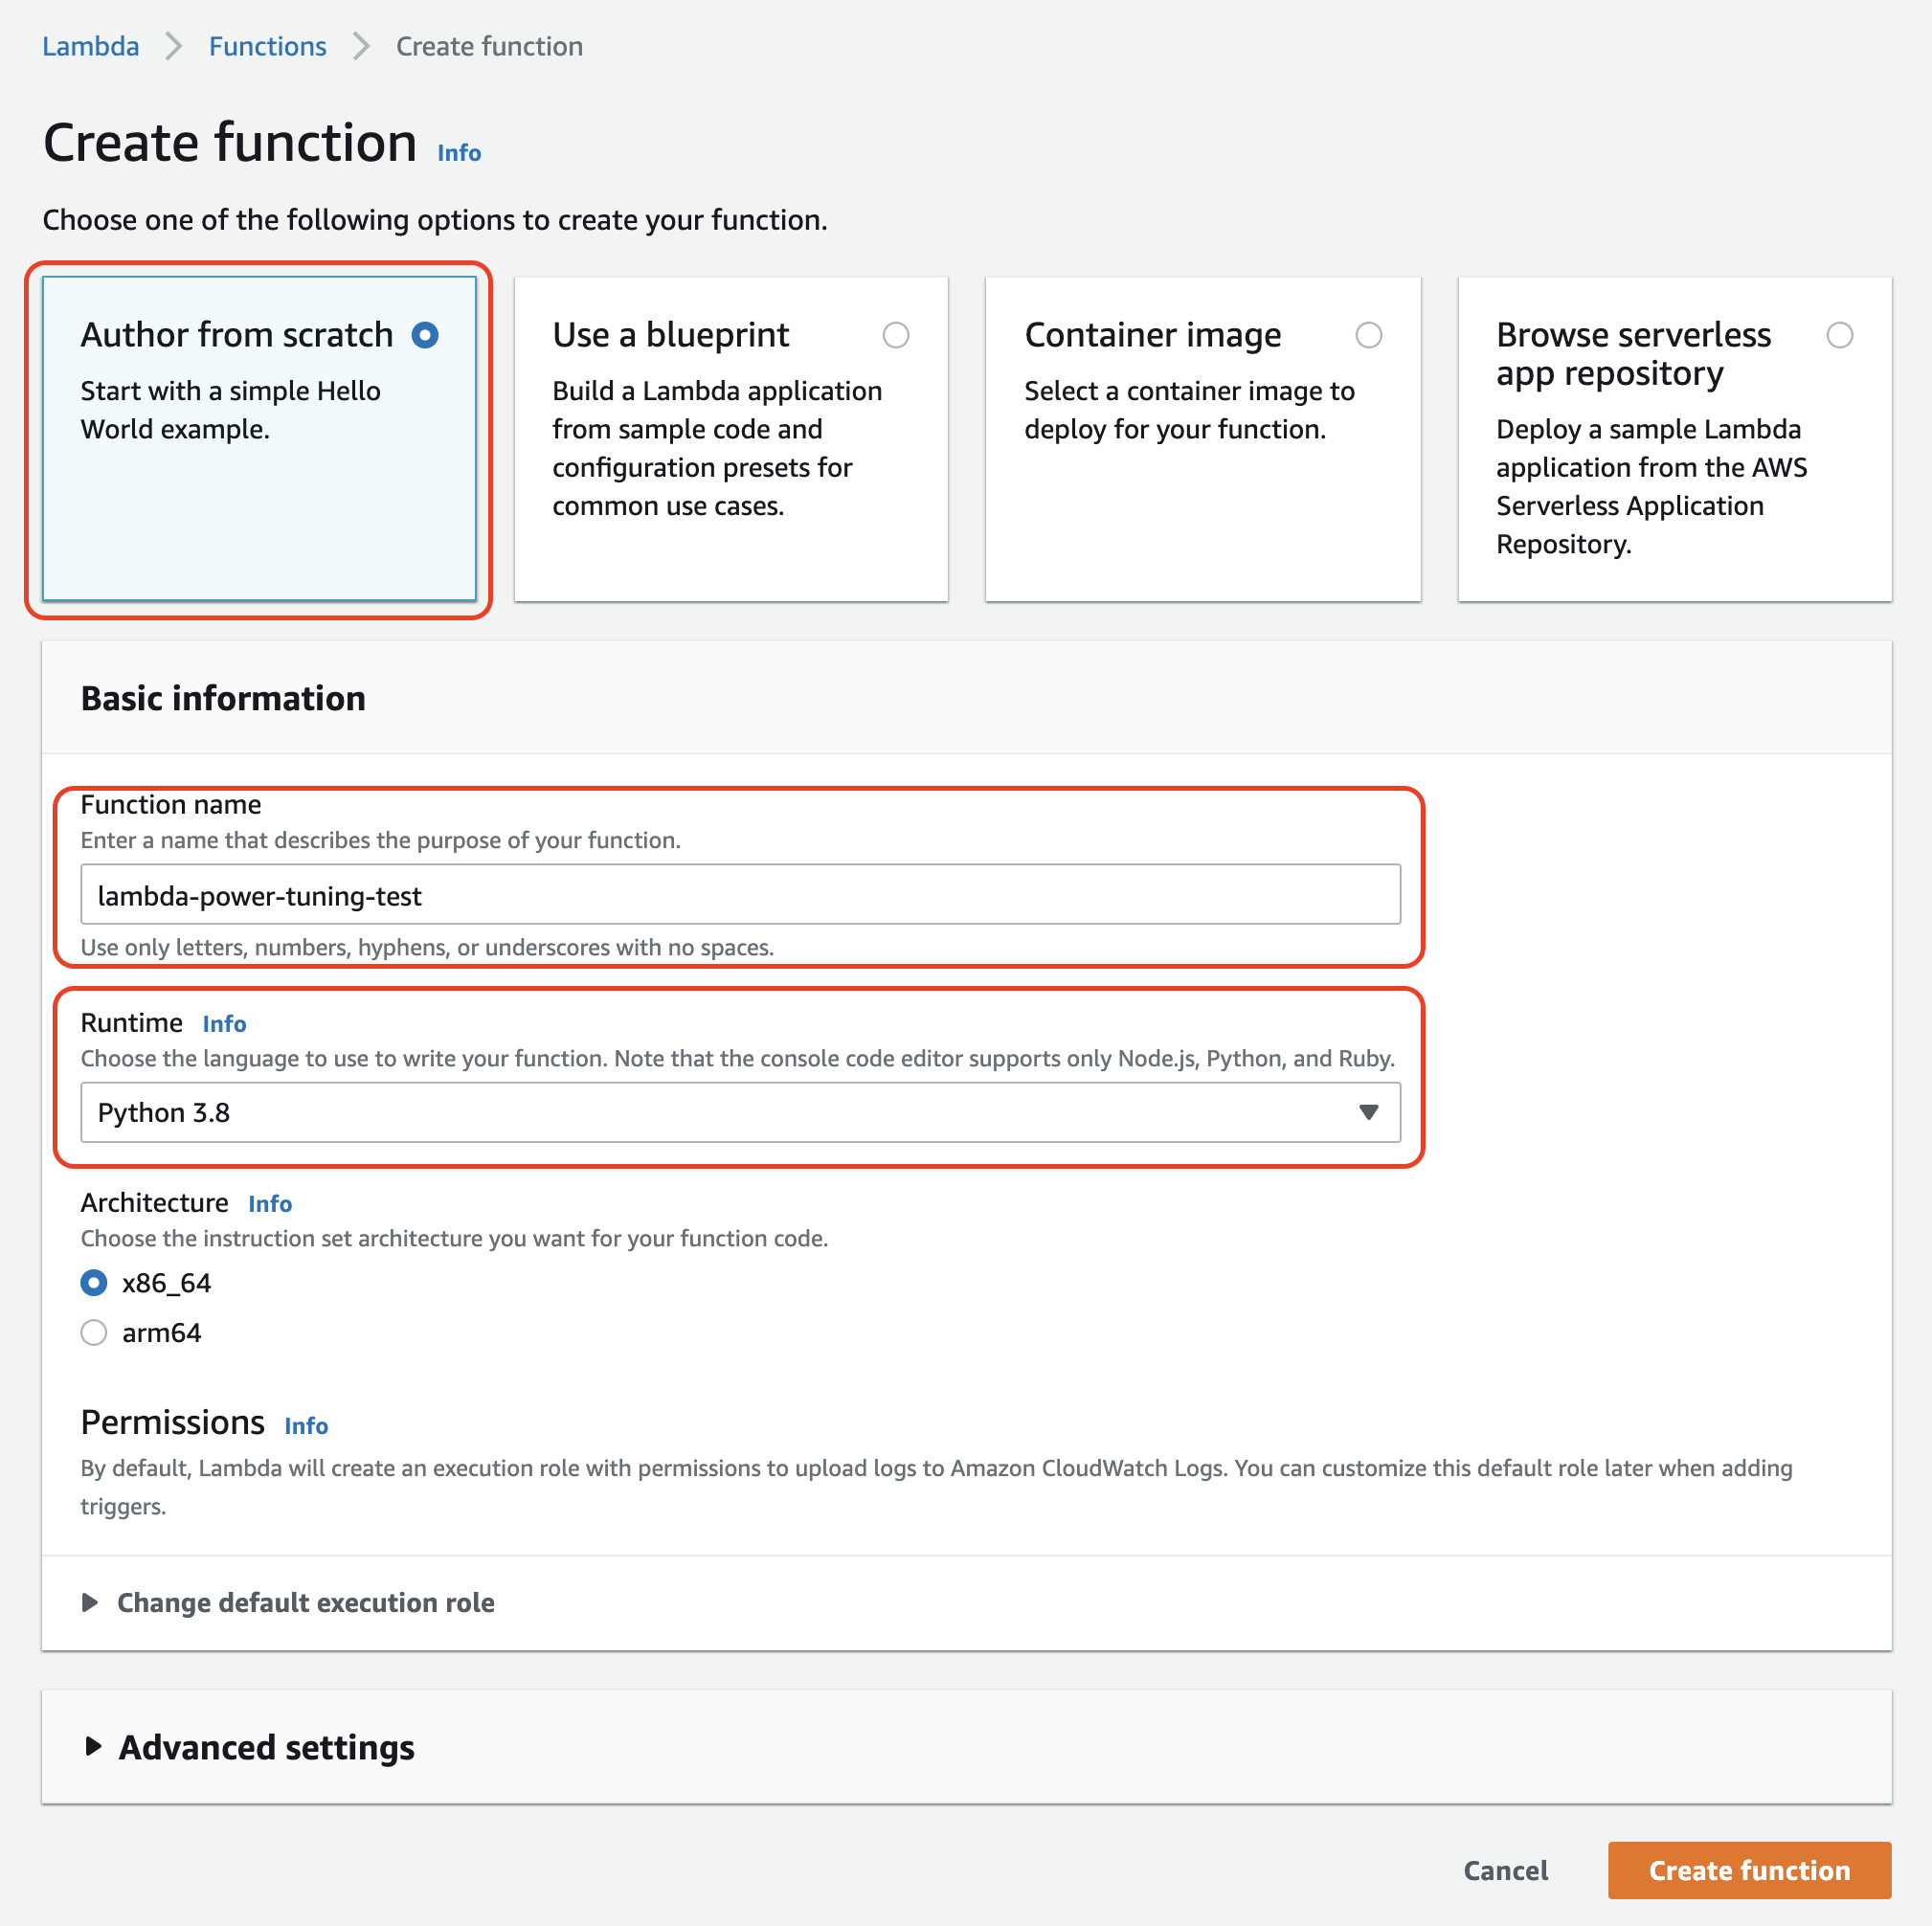 Lambda > Functions > Create function
Create function Info
Choose one of the following options to create your function.
Author from scratch
Start with a simple Hello
World example.
Use a blueprint
Build a Lambda application
from sample code and
configuration presets for
common use cases.
Container image
Select a container image to
deploy for your function.
Browse serverless
app repository
Deploy a sample Lambda
application from the AWS
Serverless Application
Repository.
Basic information
Function name
Enter a name that describes the purpose of your function.
lambda-power-tuning-test
Use only letters, numbers, hyphens, or underscores with no spaces.
Runtime Info
Choose the language to use to write your function. Note that the console code editor supports only Node.js, Python, and Ruby.
Python 3.8
Architecture Info
Choose the instruction set architecture you want for your function code.
x86_64
arm64
Permissions Info
By default, Lambda will create an execution role with permissions to upload logs to Amazon CloudWatch Logs. You can customize this default role later when adding
triggers.
Change default execution role
Advanced settings
Cancel
Create function